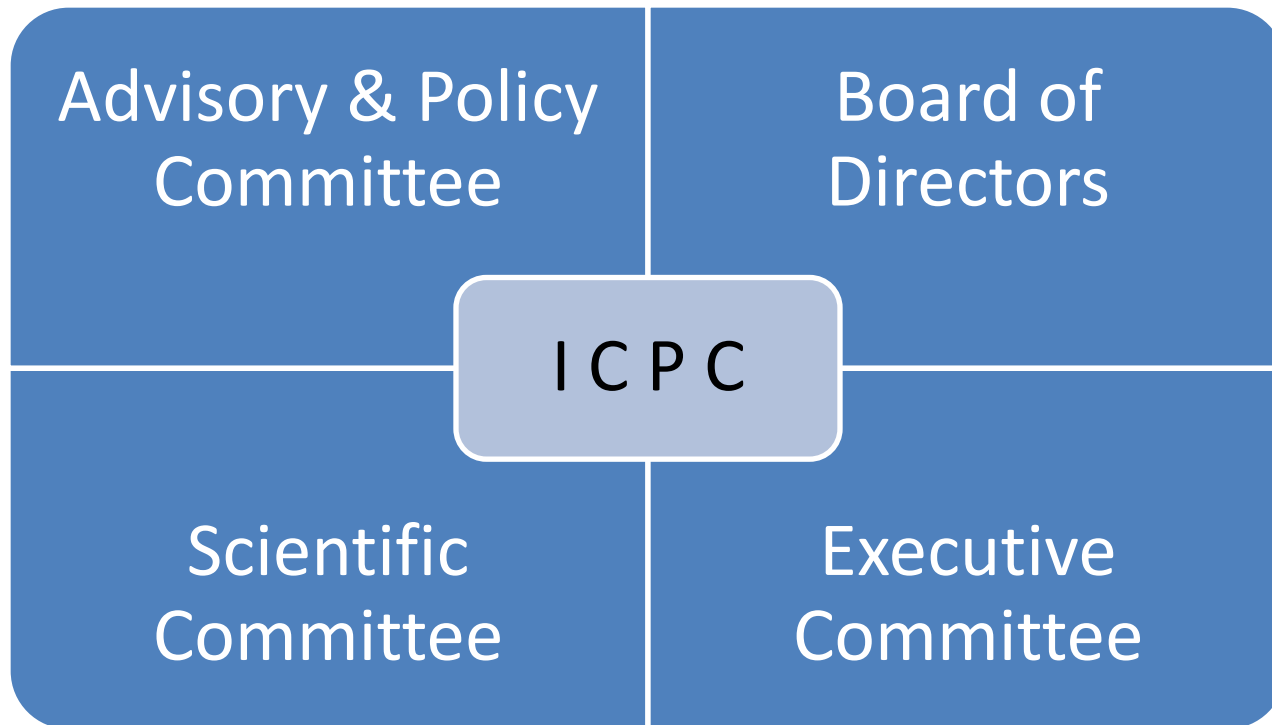 Advisory & Policy
Committee
Board of
Directors
I C P C
Scientific
Committee
Executive
Committee